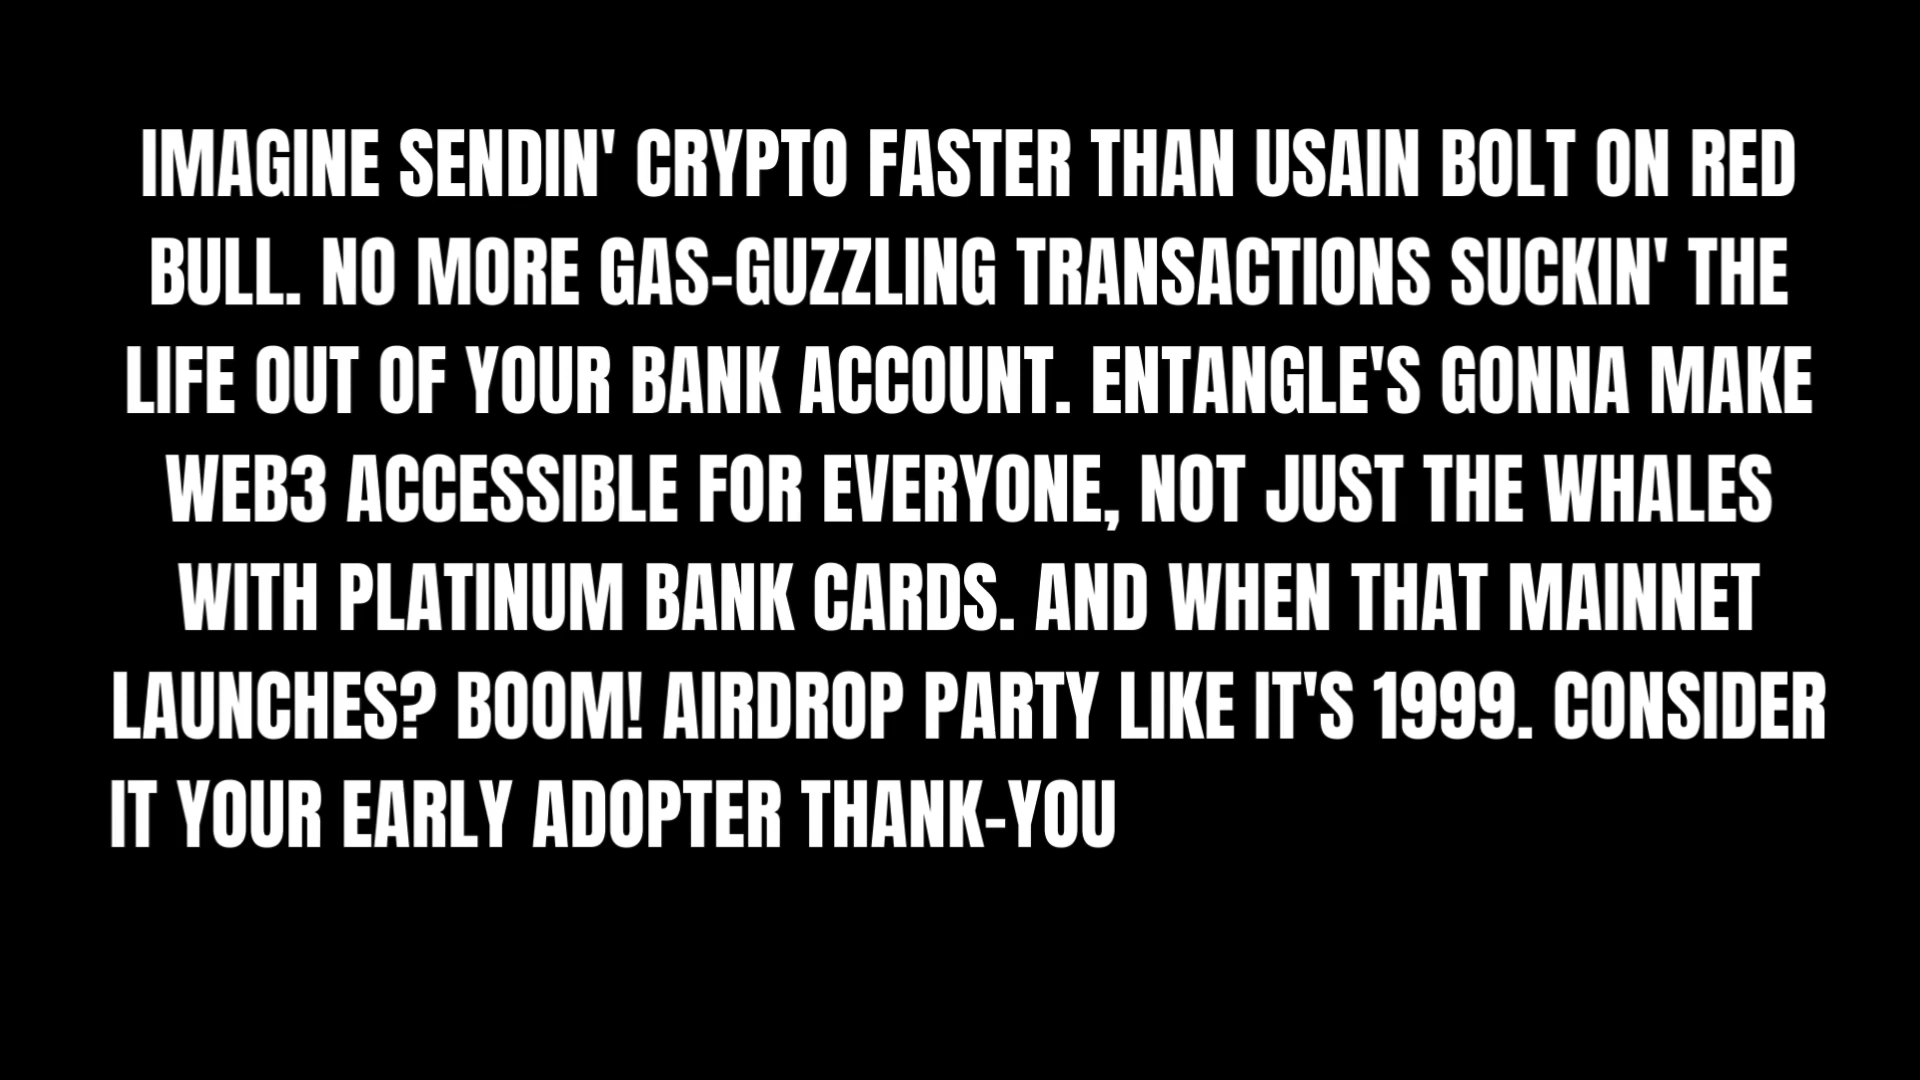 IMAGINE SENDIN' CRYPTO FASTER THAN USAIN BOLT ON RED
BULL. NO MORE GAS-GUZZLING TRANSACTIONS SUCKIN' THE
LIFE OUT OF YOUR BANK ACCOUNT. ENTANGLE'S GONNA MAKE
WEB3 ACCESSIBLE FOR EVERYONE, NOT JUST THE WHALES
WITH PLATINUM BANK CARDS. AND WHEN THAT MAINNET
LAUNCHES? BOOM! AIRDROP PARTY LIKE IT'S 1999. CONSIDER
IT YOUR EARLY ADOPTER THANK-YOU